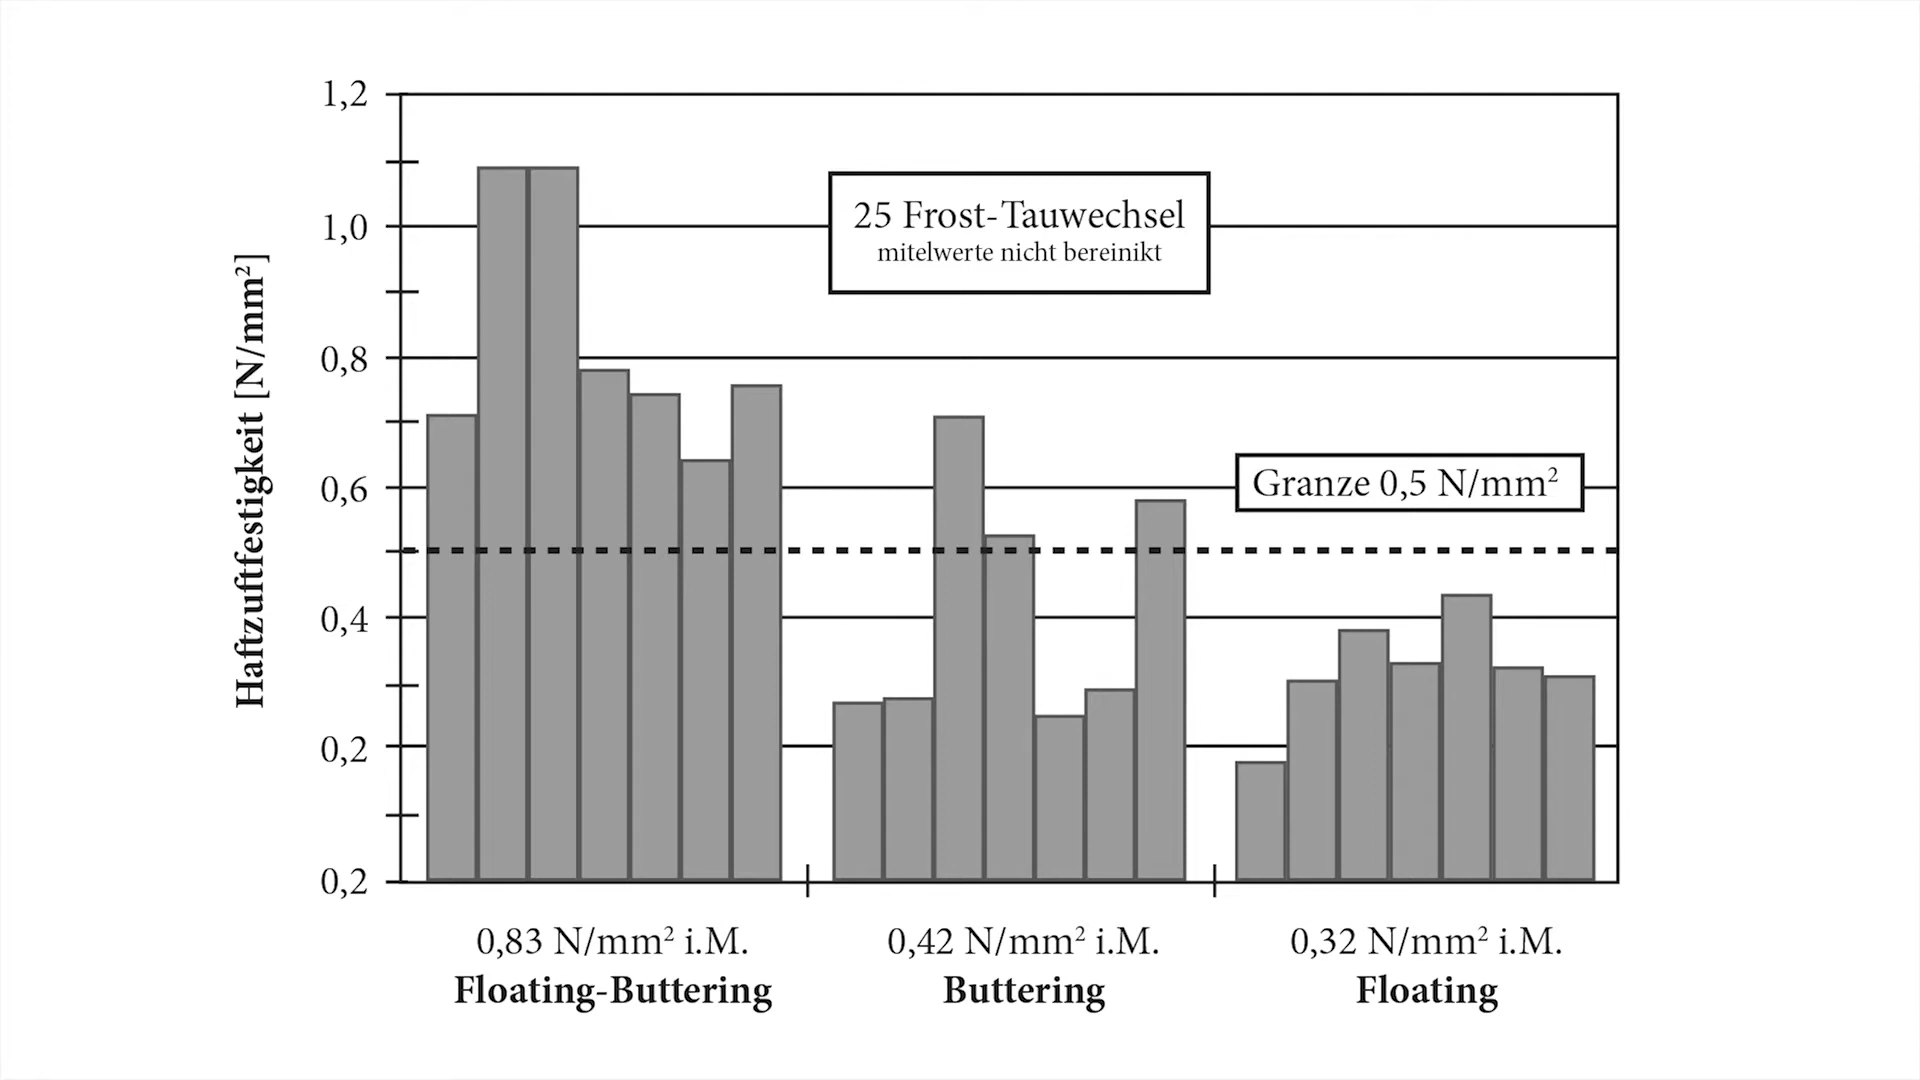 1,2
1,0
0,8
0,6
0,4
0,2
0,2
Haftzuftfestigkeit [N/mm²]
25 Frost-Tauwechsel
mitelwerte nicht bereinikt
Granze 0,5 N/mm²
0,83 N/mm² i.M.
Floating-Buttering
0,42 N/mm² i.M.
Buttering
0,32 N/mm² i.M.
Floating